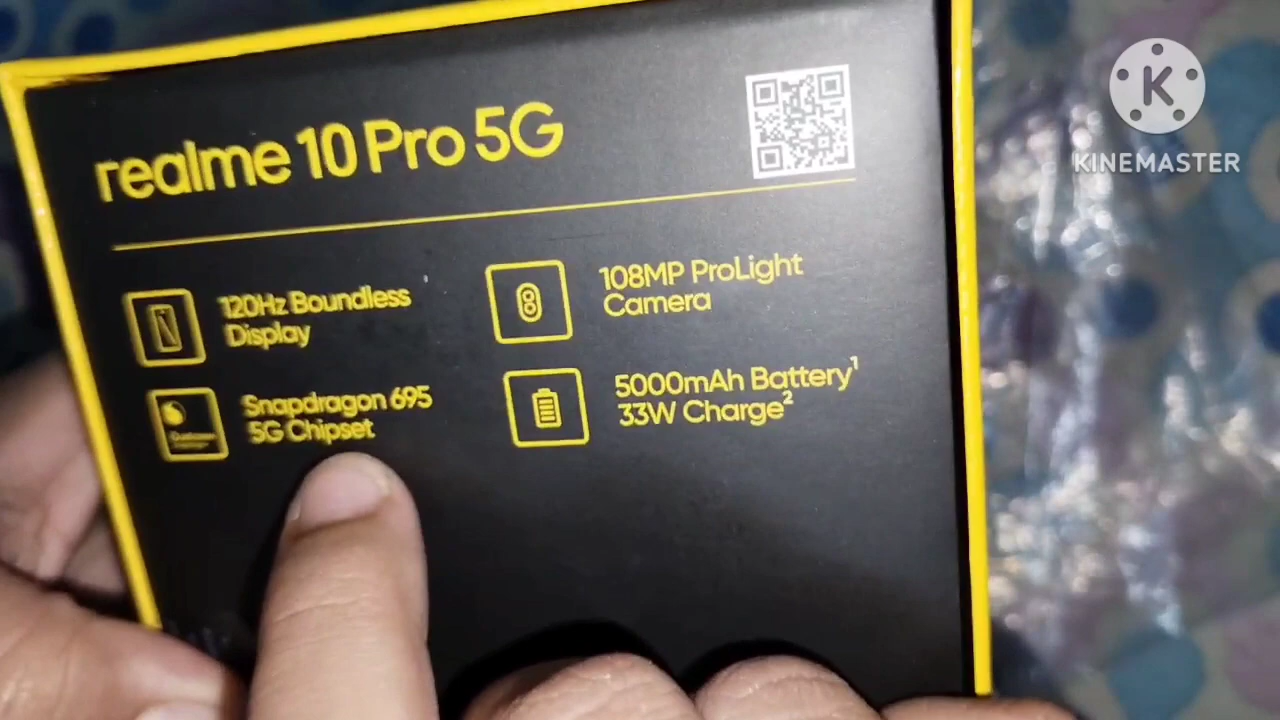 realme 10 Pro 5G
120Hz Boundless
Display
108MP ProLight
Camera
Snapdragon 695
5G Chipset
5000mAh Battery¹
33W Charge²
K
KINEMASTER